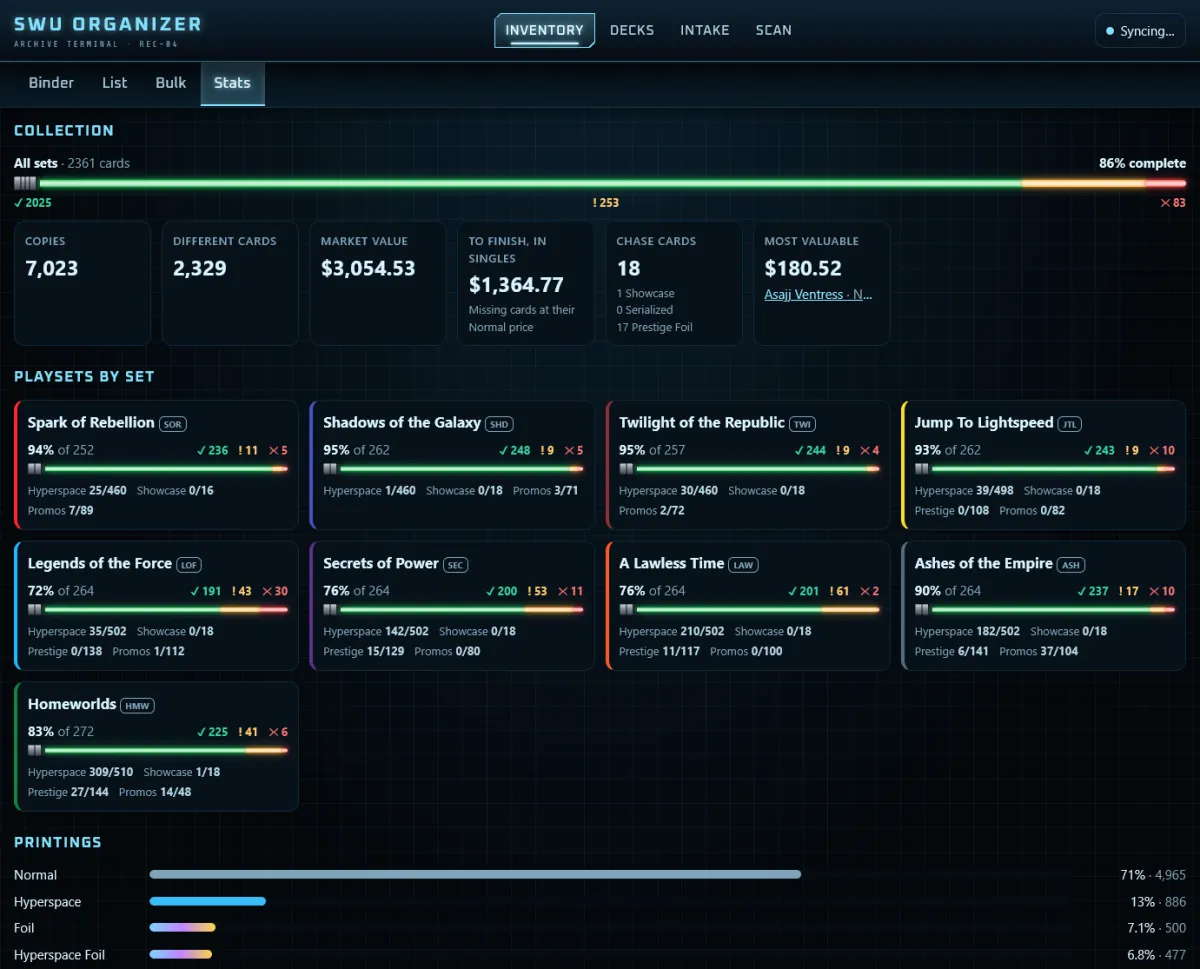 SWU ORGANIZER
ARCHIVE TERMINAL · REC-04
INVENTORY
DECKS
INTAKE
SCAN
Syncing...
Binder
List
Bulk
Stats
COLLECTION
All sets · 2361 cards
86% complete
✓ 2025
! 253
✕ 83
COPIES
7,023
DIFFERENT CARDS
2,329
MARKET VALUE
$3,054.53
TO FINISH, IN
SINGLES
$1,364.77
Missing cards at their
Normal price
CHASE CARDS
18
1 Showcase
0 Serialized
17 Prestige Foil
MOST VALUABLE
$180.52
Asajj Ventress · N...
PLAYSETS BY SET
Spark of Rebellion SOR
94% of 252 ✓ 236 ! 11 ✕ 5
Hyperspace 25/460 Showcase 0/16
Promos 7/89
Shadows of the Galaxy SHD
95% of 262 ✓ 248 ! 9 ✕ 5
Hyperspace 1/460 Showcase 0/18 Promos 3/71
Twilight of the Republic TWI
95% of 257 ✓ 244 ! 9 ✕ 4
Hyperspace 30/460 Showcase 0/18
Promos 2/72
Jump To Lightspeed JTL
93% of 262 ✓ 243 ! 9 ✕ 10
Hyperspace 39/498 Showcase 0/18
Prestige 0/108 Promos 0/82
Legends of the Force LOF
72% of 264 ✓ 191 ! 43 ✕ 30
Hyperspace 35/502 Showcase 0/18
Prestige 0/138 Promos 1/112
Secrets of Power SEC
76% of 264 ✓ 200 ! 53 ✕ 11
Hyperspace 142/502 Showcase 0/18
Prestige 15/129 Promos 0/80
A Lawless Time LAW
76% of 264 ✓ 201 ! 61 ✕ 2
Hyperspace 210/502 Showcase 0/18
Prestige 11/117 Promos 0/100
Ashes of the Empire ASH
90% of 264 ✓ 237 ! 17 ✕ 10
Hyperspace 182/502 Showcase 0/18
Prestige 6/141 Promos 37/104
Homeworlds HMW
83% of 272 ✓ 225 ! 41 ✕ 6
Hyperspace 309/510 Showcase 1/18
Prestige 27/144 Promos 14/48
PRINTINGS
Normal 71% · 4,965
Hyperspace 13% · 886
Foil 7.1% · 500
Hyperspace Foil 6.8% · 477